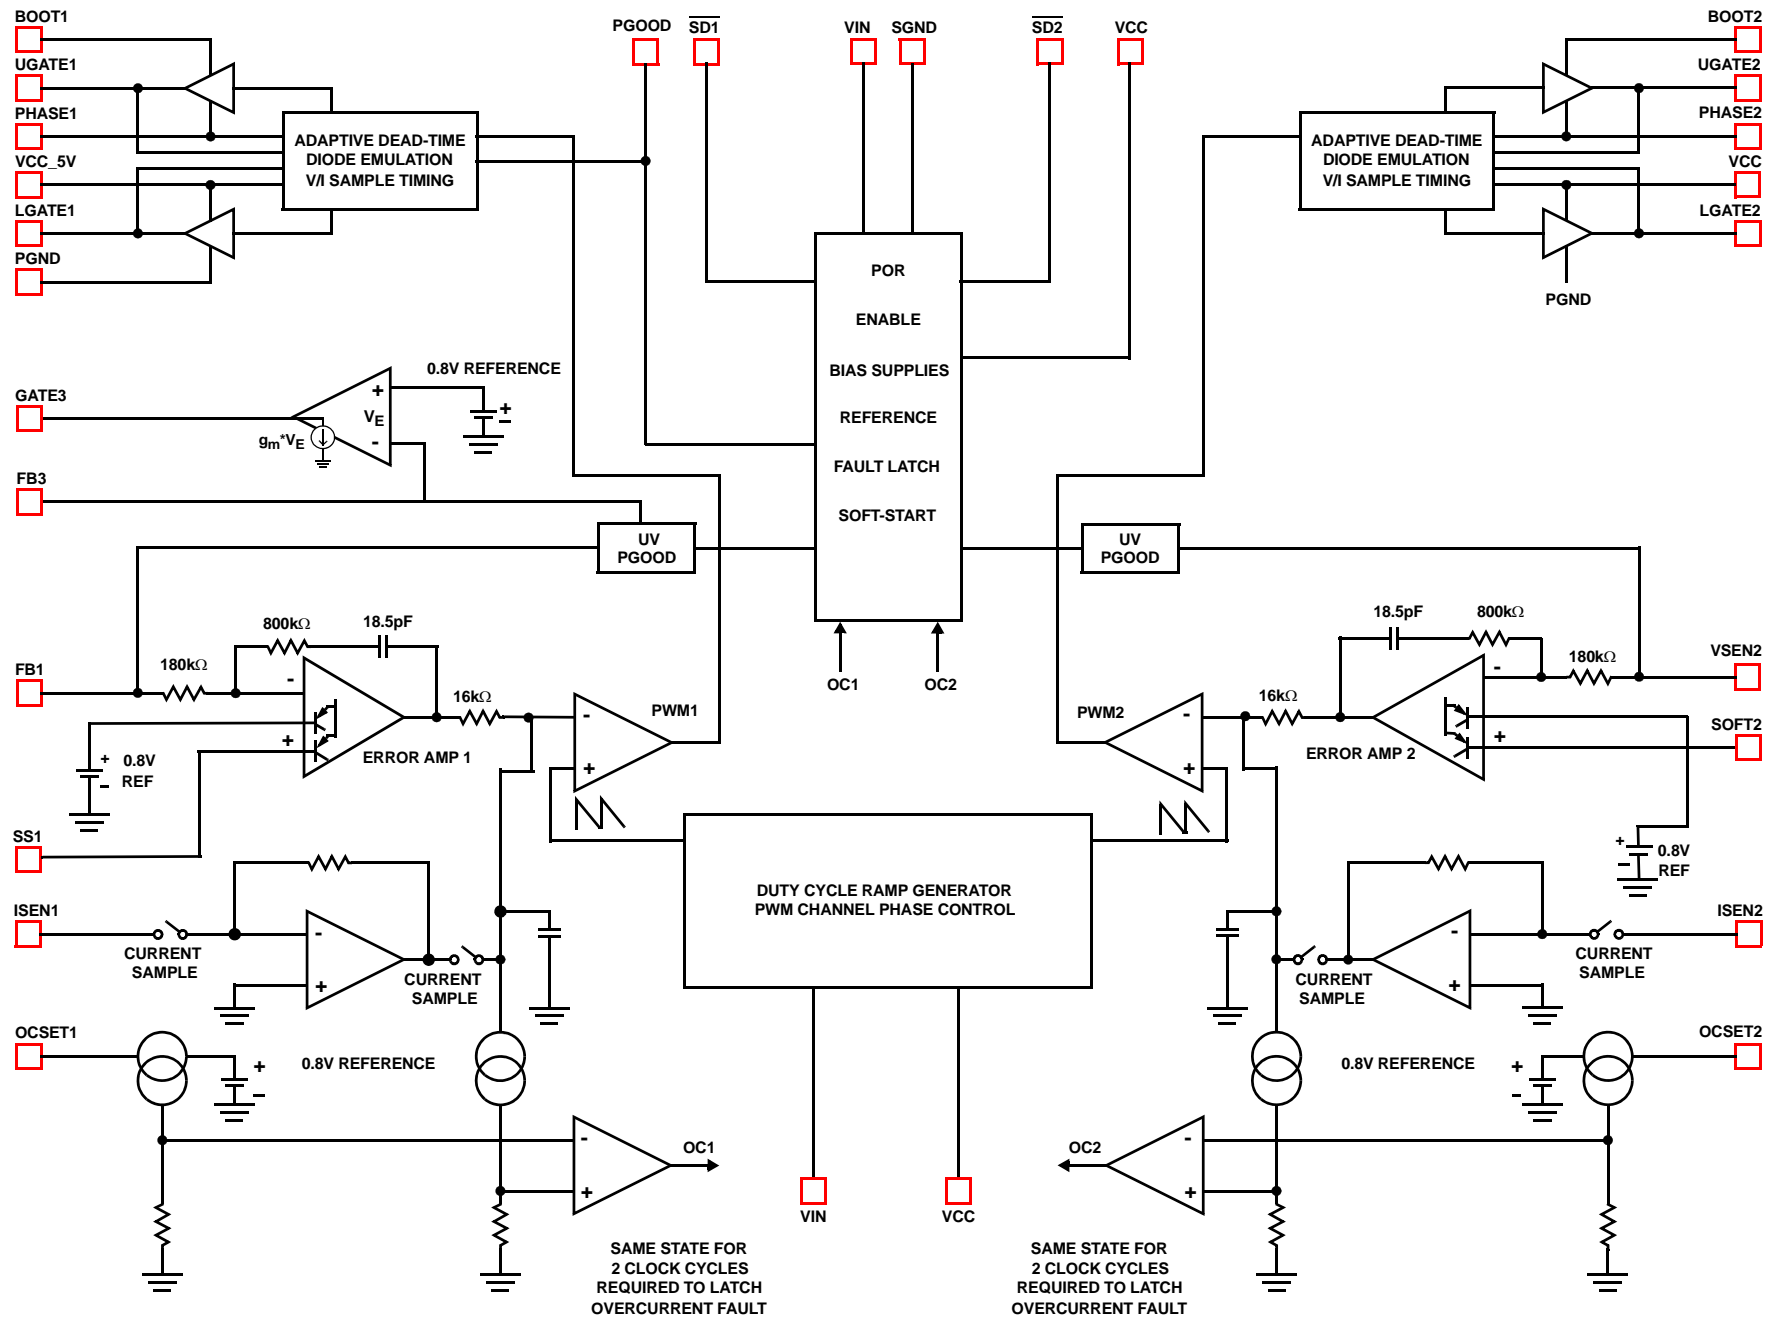 BOOT1
UGATE1
PHASE1
VCC_5V
LGATE1
PGND
ADAPTIVE DEAD-TIME
DIODE EMULATION
V/I SAMPLE TIMING
PGOOD
SD1
VIN
SGND
SD2
VCC
BOOT2
UGATE2
PHASE2
VCC
LGATE2
ADAPTIVE DEAD-TIME
DIODE EMULATION
V/I SAMPLE TIMING
PGND
POR
ENABLE
BIAS SUPPLIES
REFERENCE
FAULT LATCH
SOFT-START
OC1
OC2
GATE3
0.8V REFERENCE
+
VE
-
gm*VE
+
-
FB3
UV
PGOOD
UV
PGOOD
FB1
180kΩ
800kΩ
18.5pF
-
+
ERROR AMP 1
16kΩ
-
+
PWM1
+
-
0.8V
REF
SS1
18.5pF
800kΩ
180kΩ
VSEN2
SOFT2
-
+
ERROR AMP 2
16kΩ
-
+
PWM2
+
-
0.8V
REF
DUTY CYCLE RAMP GENERATOR
PWM CHANNEL PHASE CONTROL
VIN
VCC
ISEN1
CURRENT
SAMPLE
-
+
CURRENT
SAMPLE
ISEN2
CURRENT
SAMPLE
-
+
CURRENT
SAMPLE
OCSET1
+
-
0.8V REFERENCE
-
+
OC1
SAME STATE FOR
2 CLOCK CYCLES
REQUIRED TO LATCH
OVERCURRENT FAULT
OCSET2
+
-
0.8V REFERENCE
-
+
OC2
SAME STATE FOR
2 CLOCK CYCLES
REQUIRED TO LATCH
OVERCURRENT FAULT